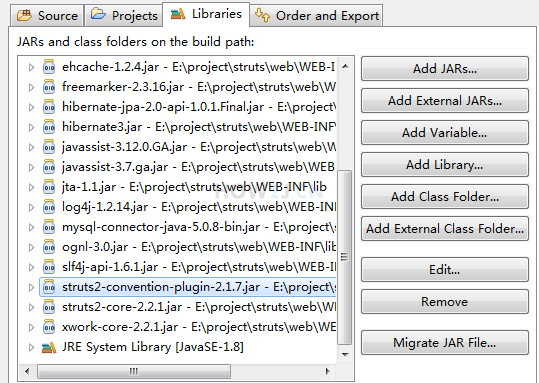 Source Projects Libraries Order and Export
JARs and class folders on the build path:
ehcache-1.2.4.jar - E:\project\struts\web\WEB-IN
freemarker-2.3.16.jar - E:\project\struts\web\WE
hibernate-jpa-2.0-api-1.0.1.Final.jar - E:\project\
hibernate3.jar - E:\project\struts\web\WEB-INF\l
javassist-3.12.0.GA.jar - E:\project\struts\web\W
javassist-3.7.ga.jar - E:\project\struts\web\WEB-
jta-1.1.jar - E:\project\struts\web\WEB-INF\lib
log4j-1.2.14.jar - E:\project\struts\web\WEB-INF
mysql-connector-java-5.0.8-bin.jar - E:\project\s
ognl-3.0.jar - E:\project\struts\web\WEB-INF\lib
slf4j-api-1.6.1.jar - E:\project\struts\web\WEB-I
struts2-convention-plugin-2.1.7.jar - E:\project\s
struts2-core-2.2.1.jar - E:\project\struts\web\WE
xwork-core-2.2.1.jar - E:\project\struts\web\WEB
JRE System Library [JavaSE-1.8]
Add JARs...
Add External JARs...
Add Variable...
Add Library...
Add Class Folder...
Add External Class Folder...
Edit...
Remove
Migrate JAR File...